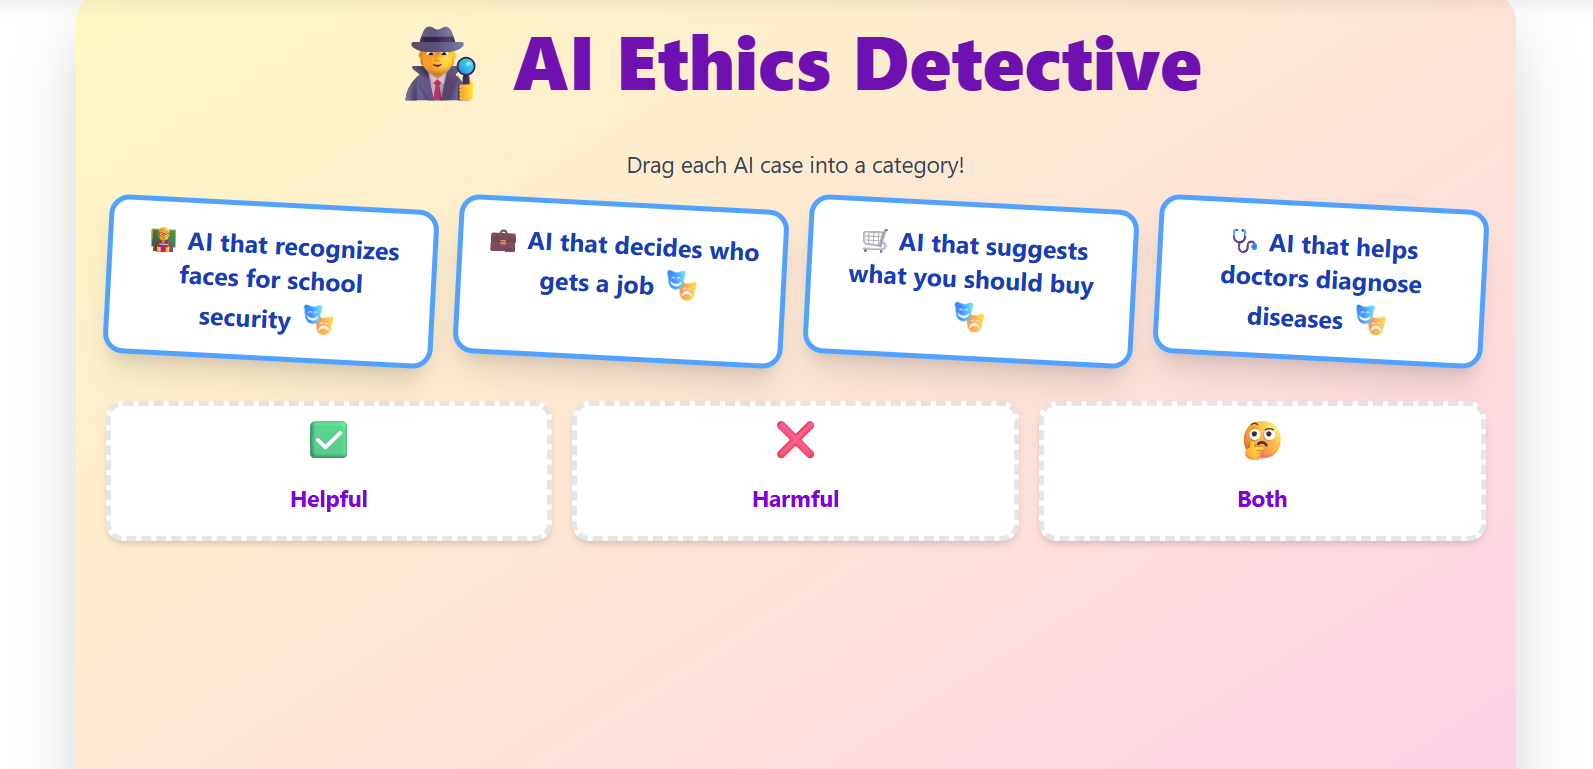 AI Ethics Detective
Drag each AI case into a category!
AI that recognizes
faces for school
security
AI that decides who
gets a job
AI that suggests
what you should buy
AI that helps
doctors diagnose
diseases
Helpful
Harmful
Both